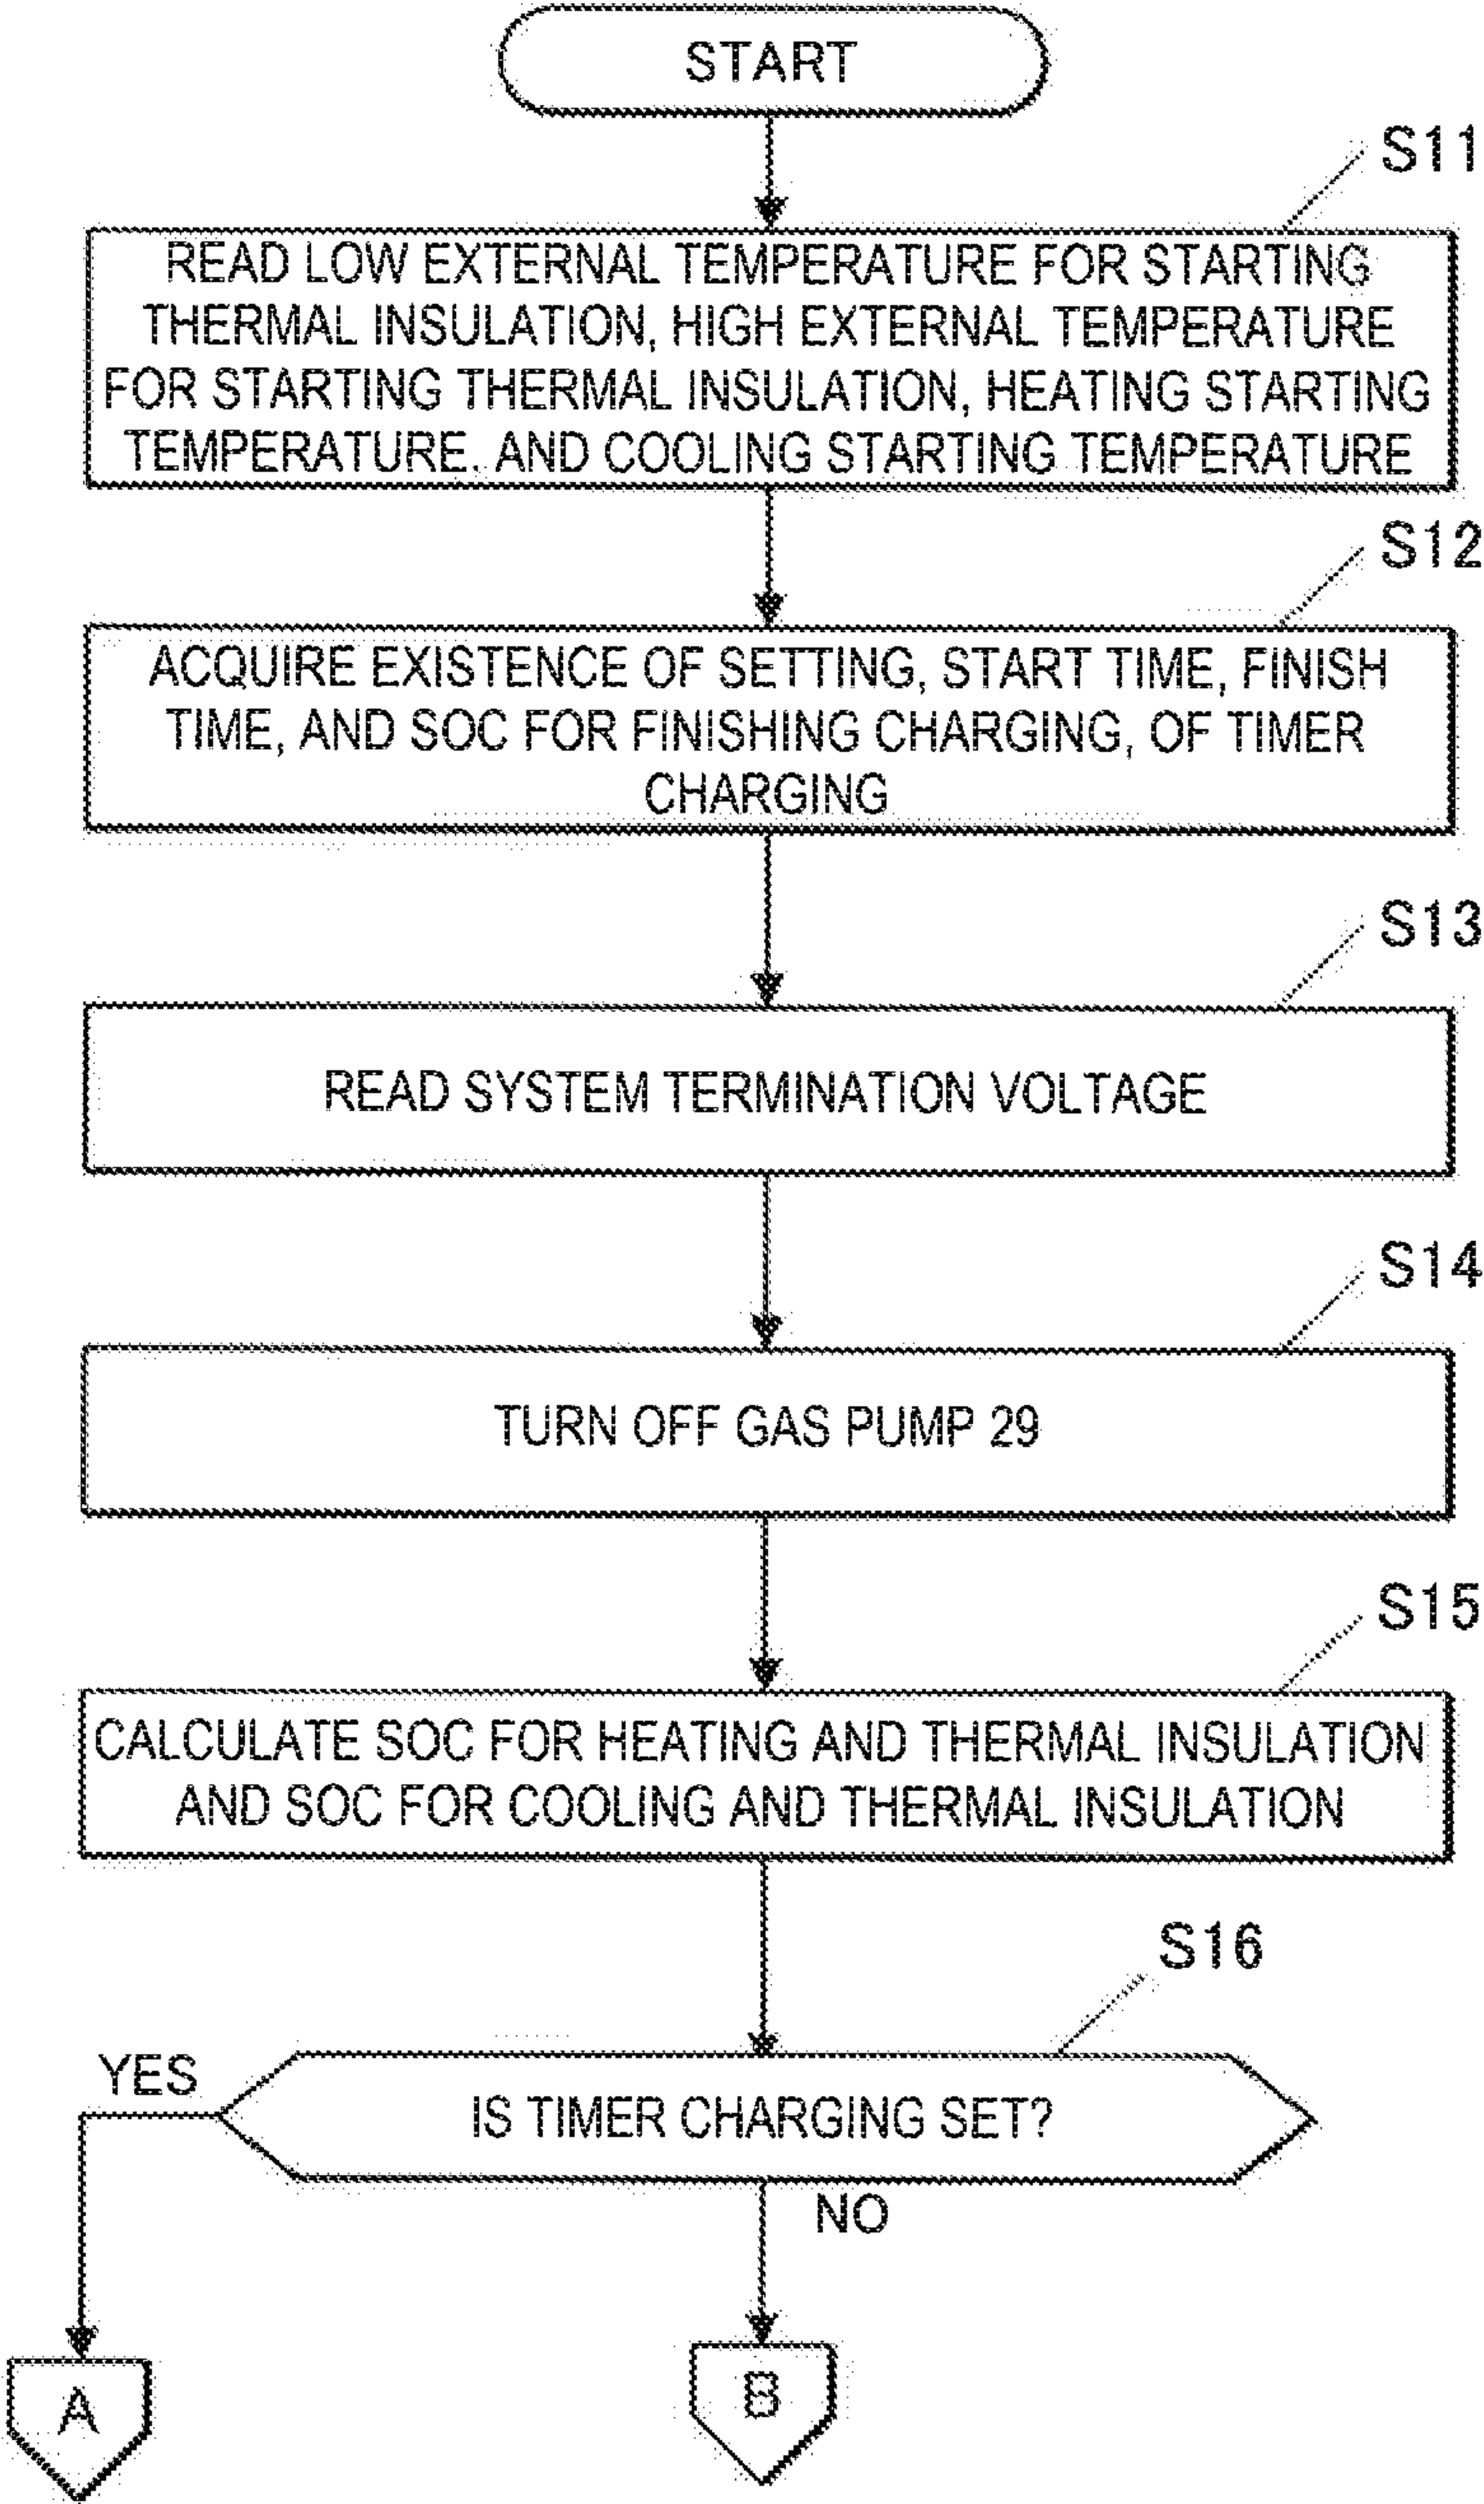 START
S11
READ LOW EXTERNAL TEMPERATURE FOR STARTING
THERMAL INSULATION, HIGH EXTERNAL TEMPERATURE
FOR STARTING THERMAL INSULATION, HEATING STARTING
TEMPERATURE, AND COOLING STARTING TEMPERATURE
S12
ACQUIRE EXISTENCE OF SETTING, START TIME, FINISH
TIME, AND SOC FOR FINISHING CHARGING, OF TIMER
CHARGING
S13
READ SYSTEM TERMINATION VOLTAGE
S14
TURN OFF GAS PUMP 29
S15
CALCULATE SOC FOR HEATING AND THERMAL INSULATION
AND SOC FOR COOLING AND THERMAL INSULATION
S16
YES
IS TIMER CHARGING SET?
NO
A
B